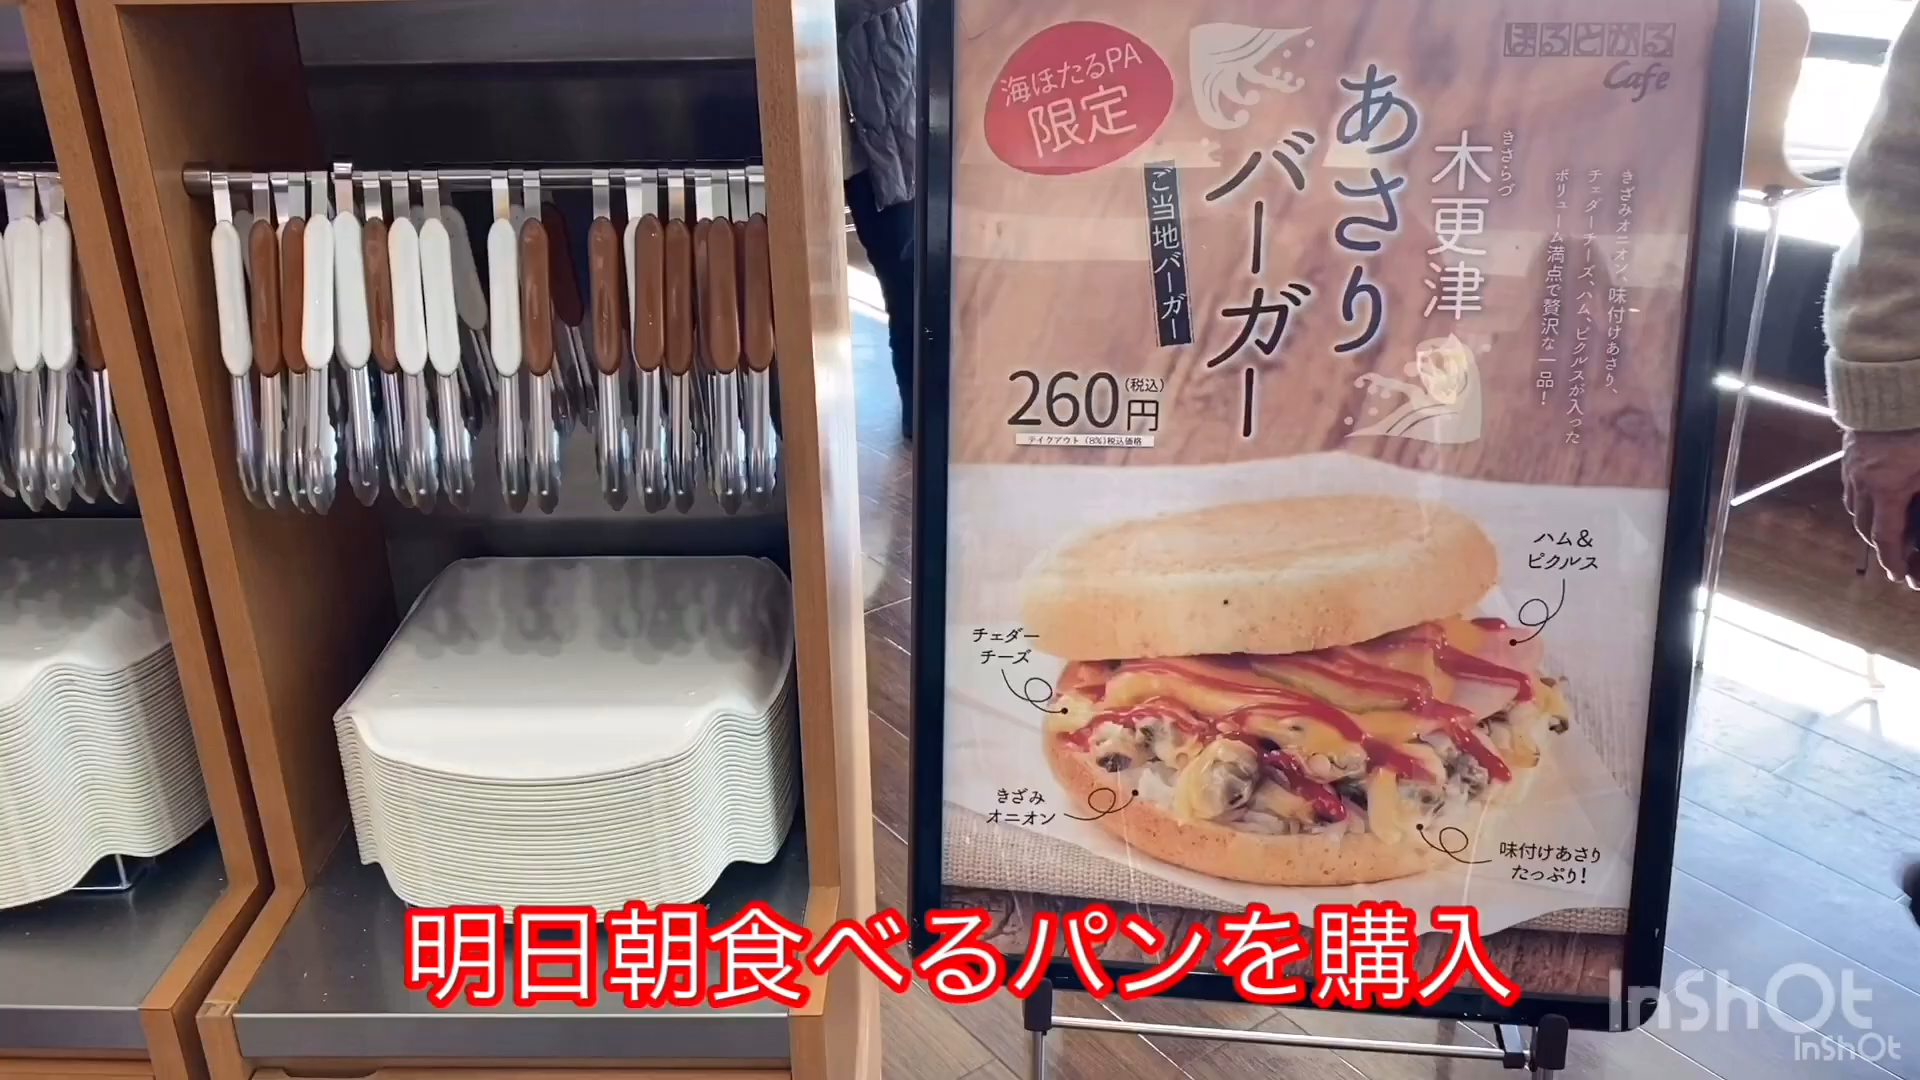 海ほたるPA
限定
ぽるとがる
Cafe
きざみオニオン、味付けあさり、
チェダーチーズ、ハム、ピクルスが入った
ボリューム満点で贅沢な一品!
きさらづ
木更津
あさり
バーガー
ご当地バーガー
260円(税込)
テイクアウト(8%)税込価格
ハム&
ピクルス
チェダー
チーズ
きざみ
オニオン
味付けあさり
たっぷり!
明日朝食べるパンを購入
InShOt
InShOt